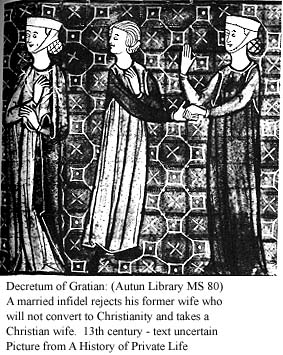 Decretum of Gratian: (Autun Library MS 80)
A married infidel rejects his former wife who
will not convert to Christianity and takes a
Christian wife.  13th century - text uncertain
Picture from A History of Private Life